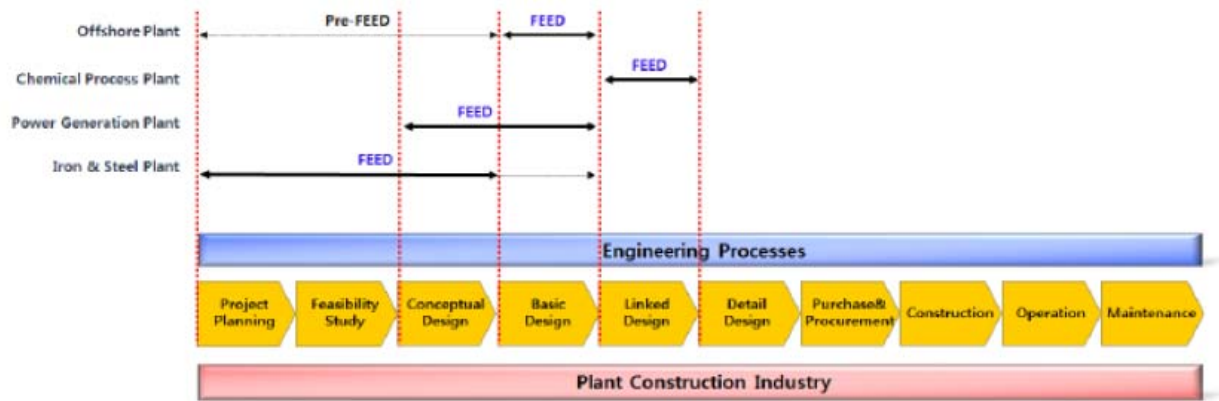 Pre-FEED FEED
Offshore Plant
FEED
Chemical Process Plant
FEED
Power Generation Plant
FEED
Iron & Steel Plant
Engineering Processes
Project
Planning
Feasibility
Study
Conceptual
Design
Basic
Design
Linked
Design
Detail
Design
Purchase&
Procurement
Construction
Operation
Maintenance
Plant Construction Industry